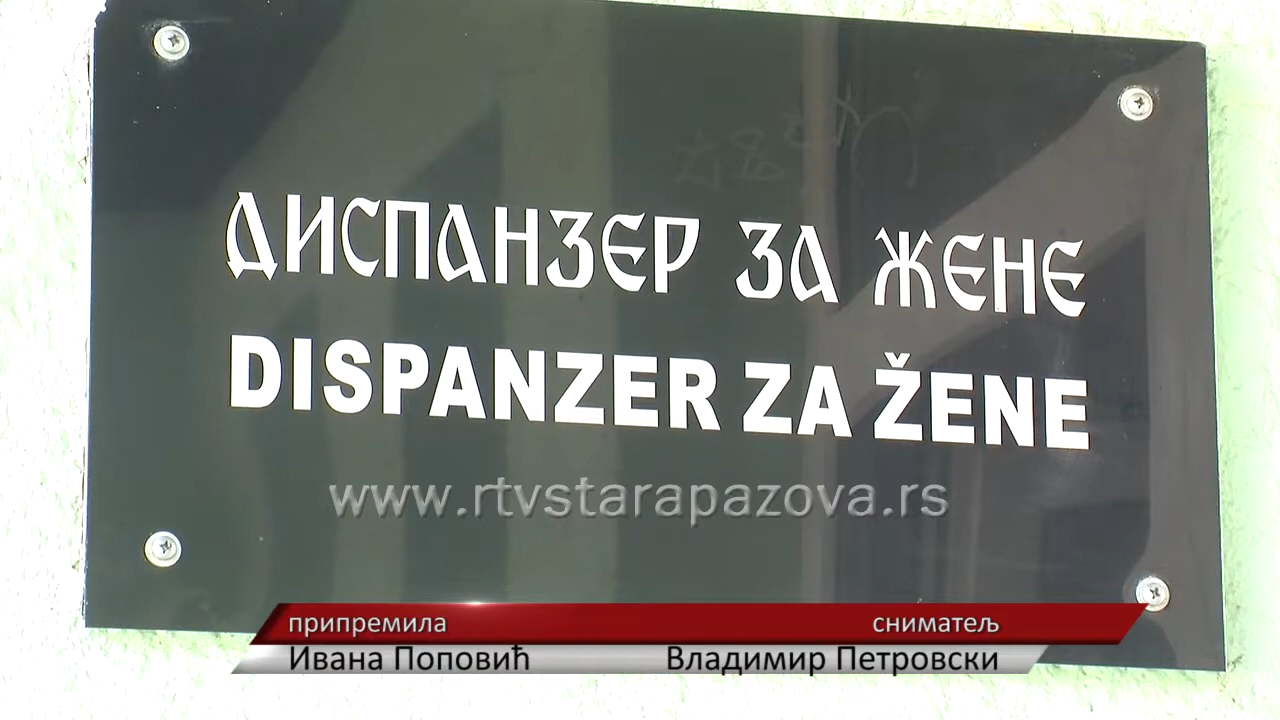 ДИСПАНЗЕР ЗА ЖЕНЕ
DISPANZER ZA ŽENE
www.rtvstarapazova.rs
припремила сниматељ
Ивана Поповић Владимир Петровски